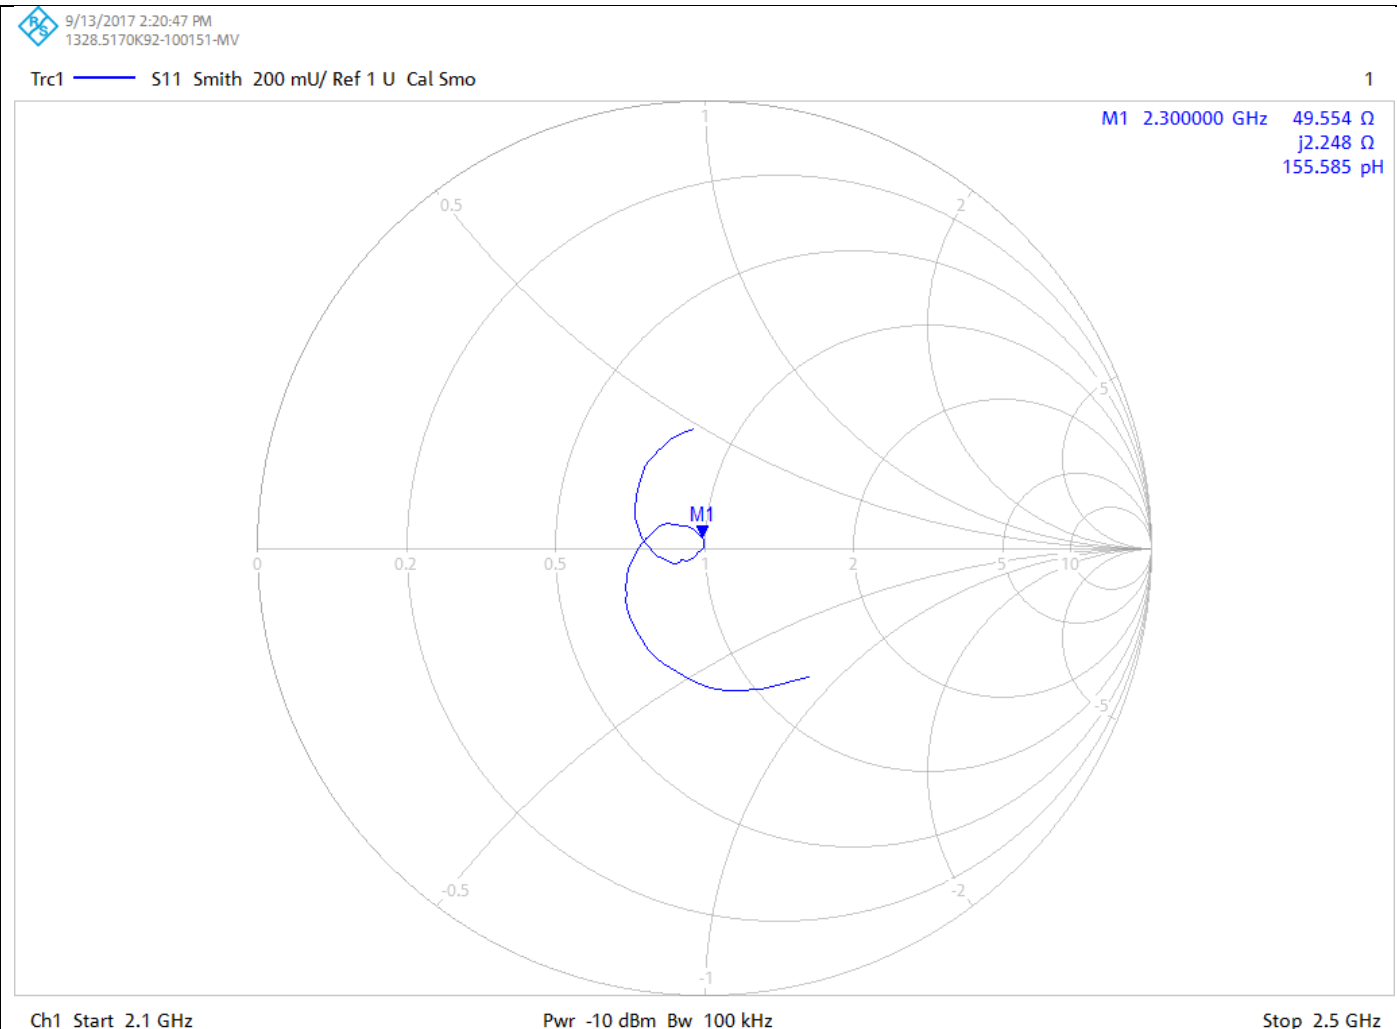 R&S
9/13/2017 2:20:47 PM
1328.5170K92-100151-MV
Trc1 S11 Smith 200 mU/ Ref 1 U Cal Smo 1
M1 2.300000 GHz 49.554 Ω
j2.248 Ω
155.585 pH
1
0.5 2
5
M1
0 0.2 0.5 1 2 5 10
-5
-0.5 -2
-1
Ch1 Start 2.1 GHz Pwr -10 dBm Bw 100 kHz Stop 2.5 GHz